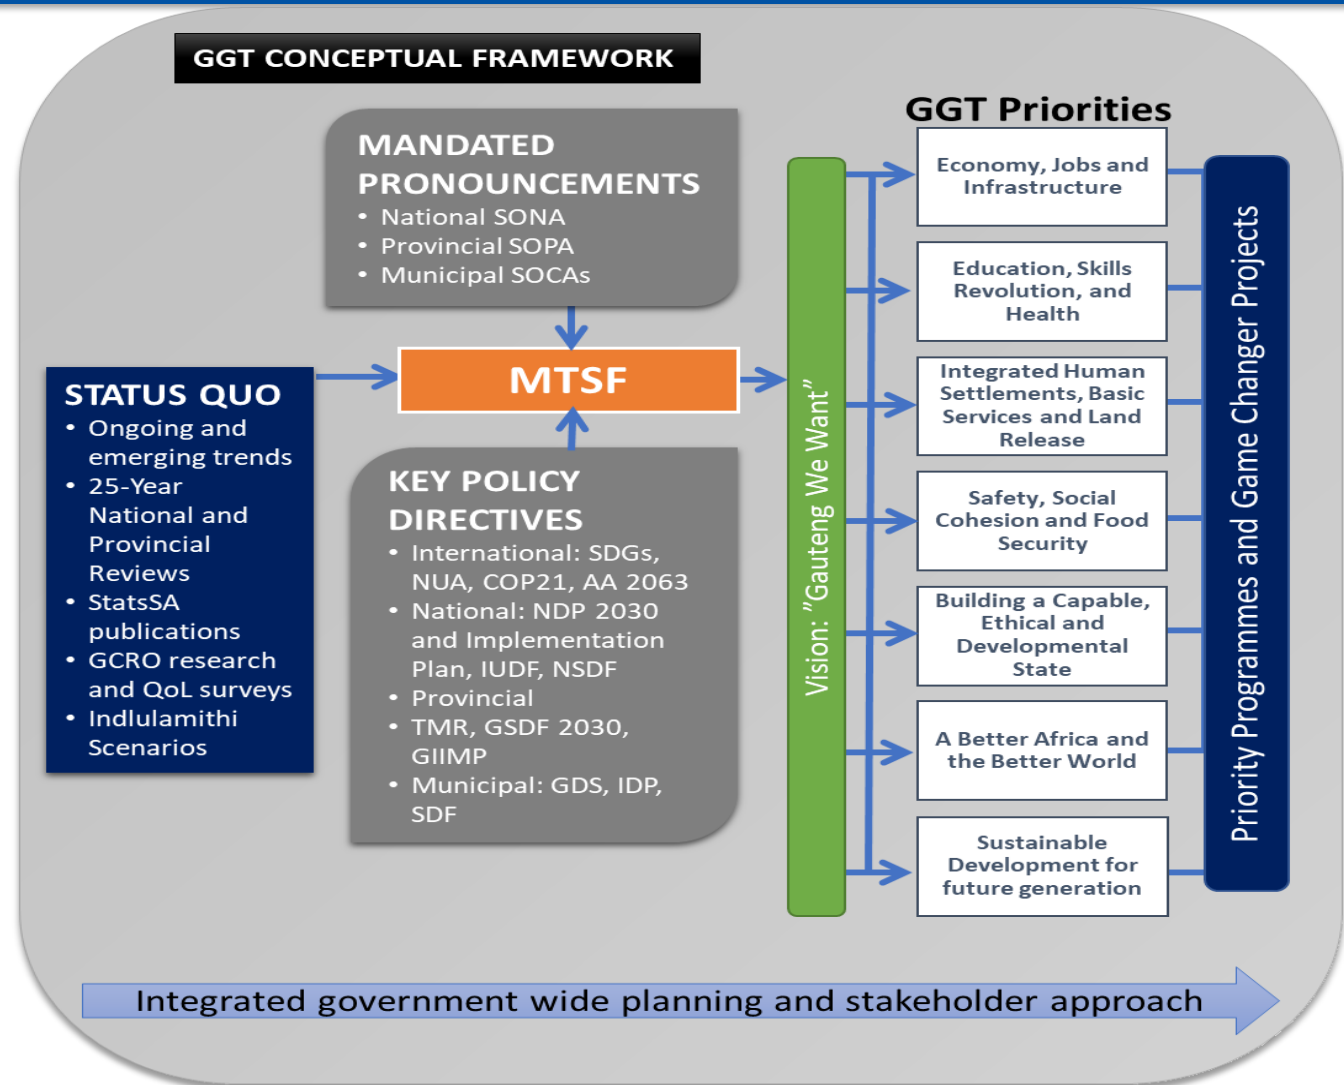 GGT CONCEPTUAL FRAMEWORK
MANDATED
PRONOUNCEMENTS
• National SONA
• Provincial SOPA
• Municipal SOCAs
STATUS QUO
• Ongoing and
emerging trends
• 25-Year
National and
Provincial
Reviews
• StatsSA
publications
• GCRO research
and QoL surveys
• Indlulamithi
Scenarios
MTSF
KEY POLICY
DIRECTIVES
• International: SDGs,
NUA, COP21, AA 2063
• National: NDP 2030
and Implementation
Plan, IUDF, NSDF
• Provincial
• TMR, GSDF 2030,
GIIMP
• Municipal: GDS, IDP,
SDF
Vision: "Gauteng We Want"
GGT Priorities
Economy, Jobs and
Infrastructure
Education, Skills
Revolution, and
Health
Integrated Human
Settlements, Basic
Services and Land
Release
Safety, Social
Cohesion and Food
Security
Building a Capable,
Ethical and
Developmental
State
A Better Africa and
the Better World
Sustainable
Development for
future generation
Priority Programmes and Game Changer Projects
Integrated government wide planning and stakeholder approach